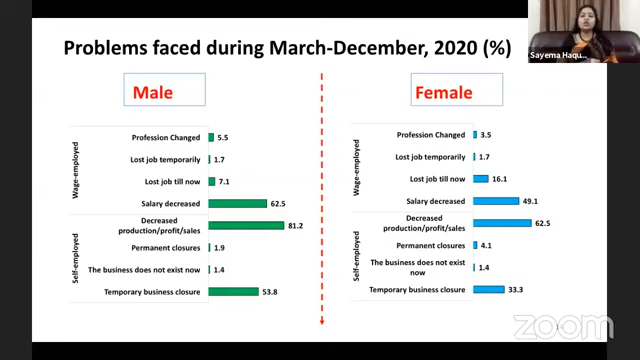 Problems faced during March-December, 2020 (%)
Sayema Haqu...
Male
Female
Wage-employed
Profession Changed 5.5
Lost job temporarily 1.7
Lost job till now 7.1
Salary decreased 62.5
Self-employed
Decreased
production/profit/sales 81.2
Permanent closures 1.9
The business does not exist now 1.4
Temporary business closure 53.8
Wage-employed
Profession Changed 3.5
Lost job temporarily 1.7
Lost job till now 16.1
Salary decreased 49.1
Self-employed
Decreased
production/profit/sales 62.5
Permanent closures 4.1
The business does not exist
now 1.4
Temporary business closure 33.3
zoom